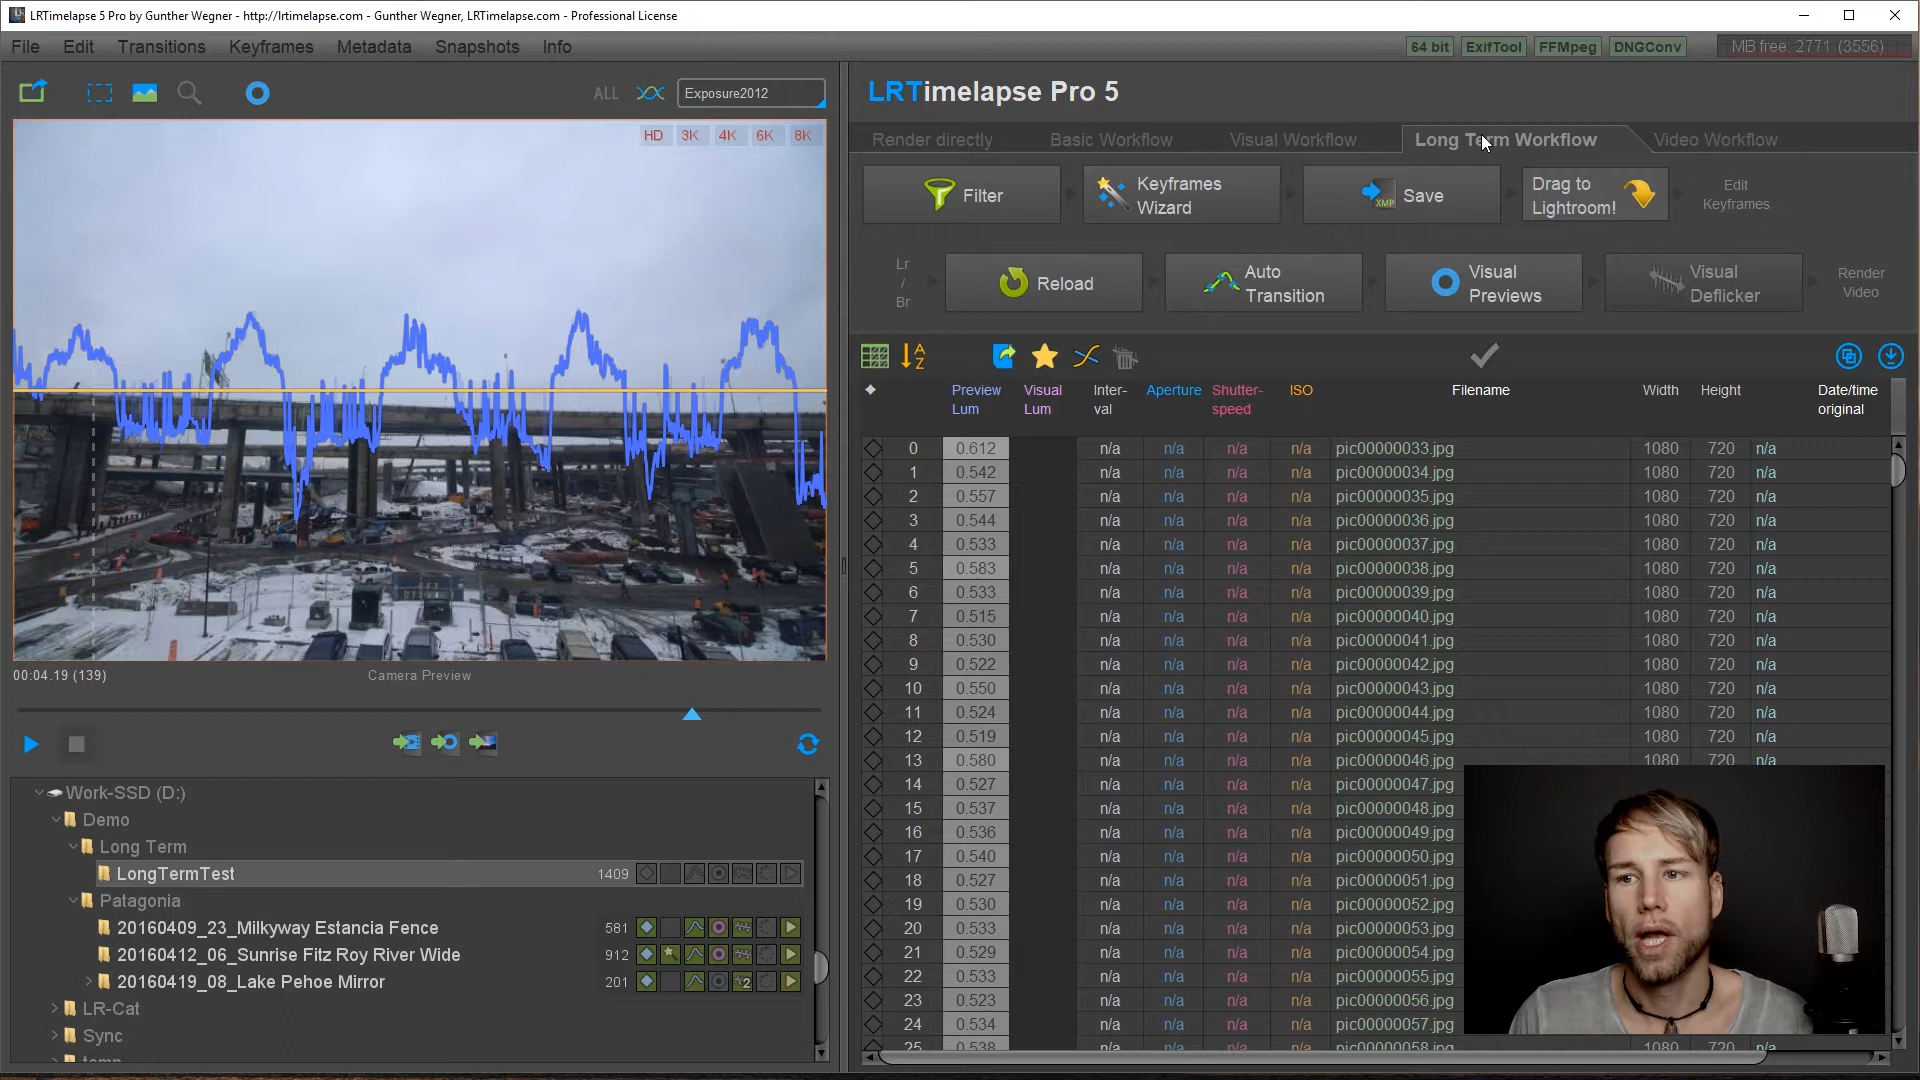 LRTimelapse 5 Pro by Gunther Wegner - http://lrtimelapse.com - Gunther Wegner, LRTimelapse.com - Professional License
File Edit Transitions Keyframes Metadata Snapshots Info
64 bit ExifTool FFMpeg DNGConv MB free: 2771 (3556)
ALL Exposure2012
HD 3K 4K 6K 8K
00:04.19 (139) Camera Preview
Work-SSD (D:)
Demo
Long Term
LongTermTest 1409
Patagonia
20160409_23_Milkyway Estancia Fence 581
20160412_06_Sunrise Fitz Roy River Wide 912
20160419_08_Lake Pehoe Mirror 201
LR-Cat
Sync
temp
LRTimelapse Pro 5
Render directly Basic Workflow Visual Workflow Long Term Workflow Video Workflow
Filter
Keyframes
Wizard
XMP Save
Drag to
Lightroom!
Edit
Keyframes
Lr
/
Br
Reload
Auto
Transition
Visual
Previews
Visual
Deflicker
Render
Video
Preview
Lum
Visual
Lum
Inter-
val
Aperture
Shutter-
speed
ISO
Filename
Width
Height
Date/time
original
0 0.612 n/a n/a n/a n/a pic00000033.jpg 1080 720 n/a
1 0.542 n/a n/a n/a n/a pic00000034.jpg 1080 720 n/a
2 0.557 n/a n/a n/a n/a pic00000035.jpg 1080 720 n/a
3 0.544 n/a n/a n/a n/a pic00000036.jpg 1080 720 n/a
4 0.533 n/a n/a n/a n/a pic00000037.jpg 1080 720 n/a
5 0.583 n/a n/a n/a n/a pic00000038.jpg 1080 720 n/a
6 0.533 n/a n/a n/a n/a pic00000039.jpg 1080 720 n/a
7 0.515 n/a n/a n/a n/a pic00000040.jpg 1080 720 n/a
8 0.530 n/a n/a n/a n/a pic00000041.jpg 1080 720 n/a
9 0.522 n/a n/a n/a n/a pic00000042.jpg 1080 720 n/a
10 0.550 n/a n/a n/a n/a pic00000043.jpg 1080 720 n/a
11 0.524 n/a n/a n/a n/a pic00000044.jpg 1080 720 n/a
12 0.519 n/a n/a n/a n/a pic00000045.jpg 1080 720 n/a
13 0.580 n/a n/a n/a n/a pic00000046.jpg 1080 720 n/a
14 0.527 n/a n/a n/a n/a pic00000047.jpg
15 0.537 n/a n/a n/a n/a pic00000048.jpg
16 0.536 n/a n/a n/a n/a pic00000049.jpg
17 0.540 n/a n/a n/a n/a pic00000050.jpg
18 0.527 n/a n/a n/a n/a pic00000051.jpg
19 0.530 n/a n/a n/a n/a pic00000052.jpg
20 0.533 n/a n/a n/a n/a pic00000053.jpg
21 0.529 n/a n/a n/a n/a pic00000054.jpg
22 0.533 n/a n/a n/a n/a pic00000055.jpg
23 0.523 n/a n/a n/a n/a pic00000056.jpg
24 0.534 n/a n/a n/a n/a pic00000057.jpg
25 0.538 n/a n/a n/a n/a pic00000058.jpg 1080 720 n/a